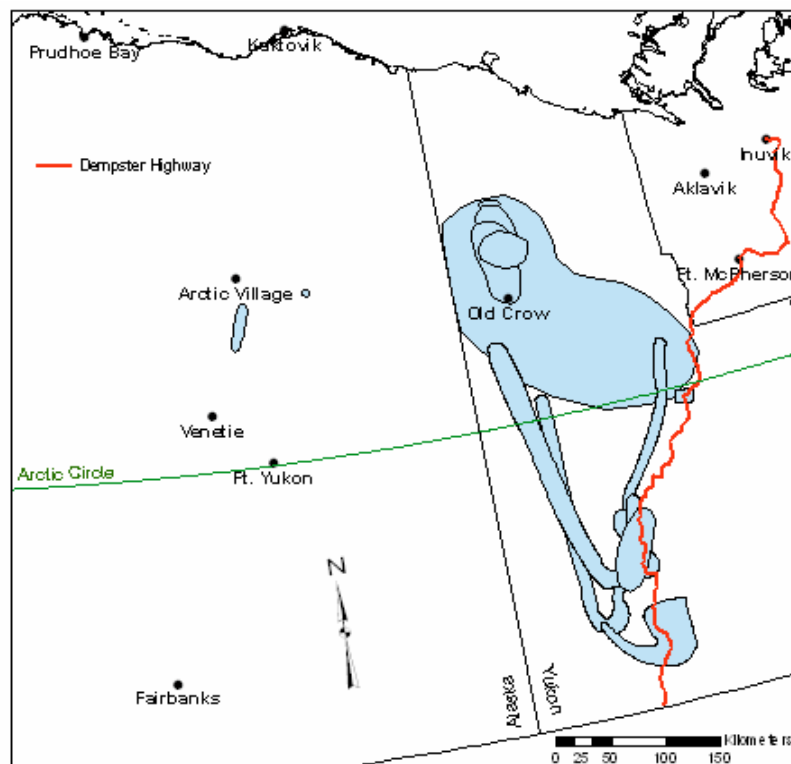 Prudhoe Bay
Kaktovik
Inuvik
Dempster Highway
Aklavik
Arctic Village
Ft. McPherson
Old Crow
Venetie
Arctic Circle
Ft. Yukon
N
Fairbanks
Alaska
Yukon
Kilometers
0 25 50 100 150